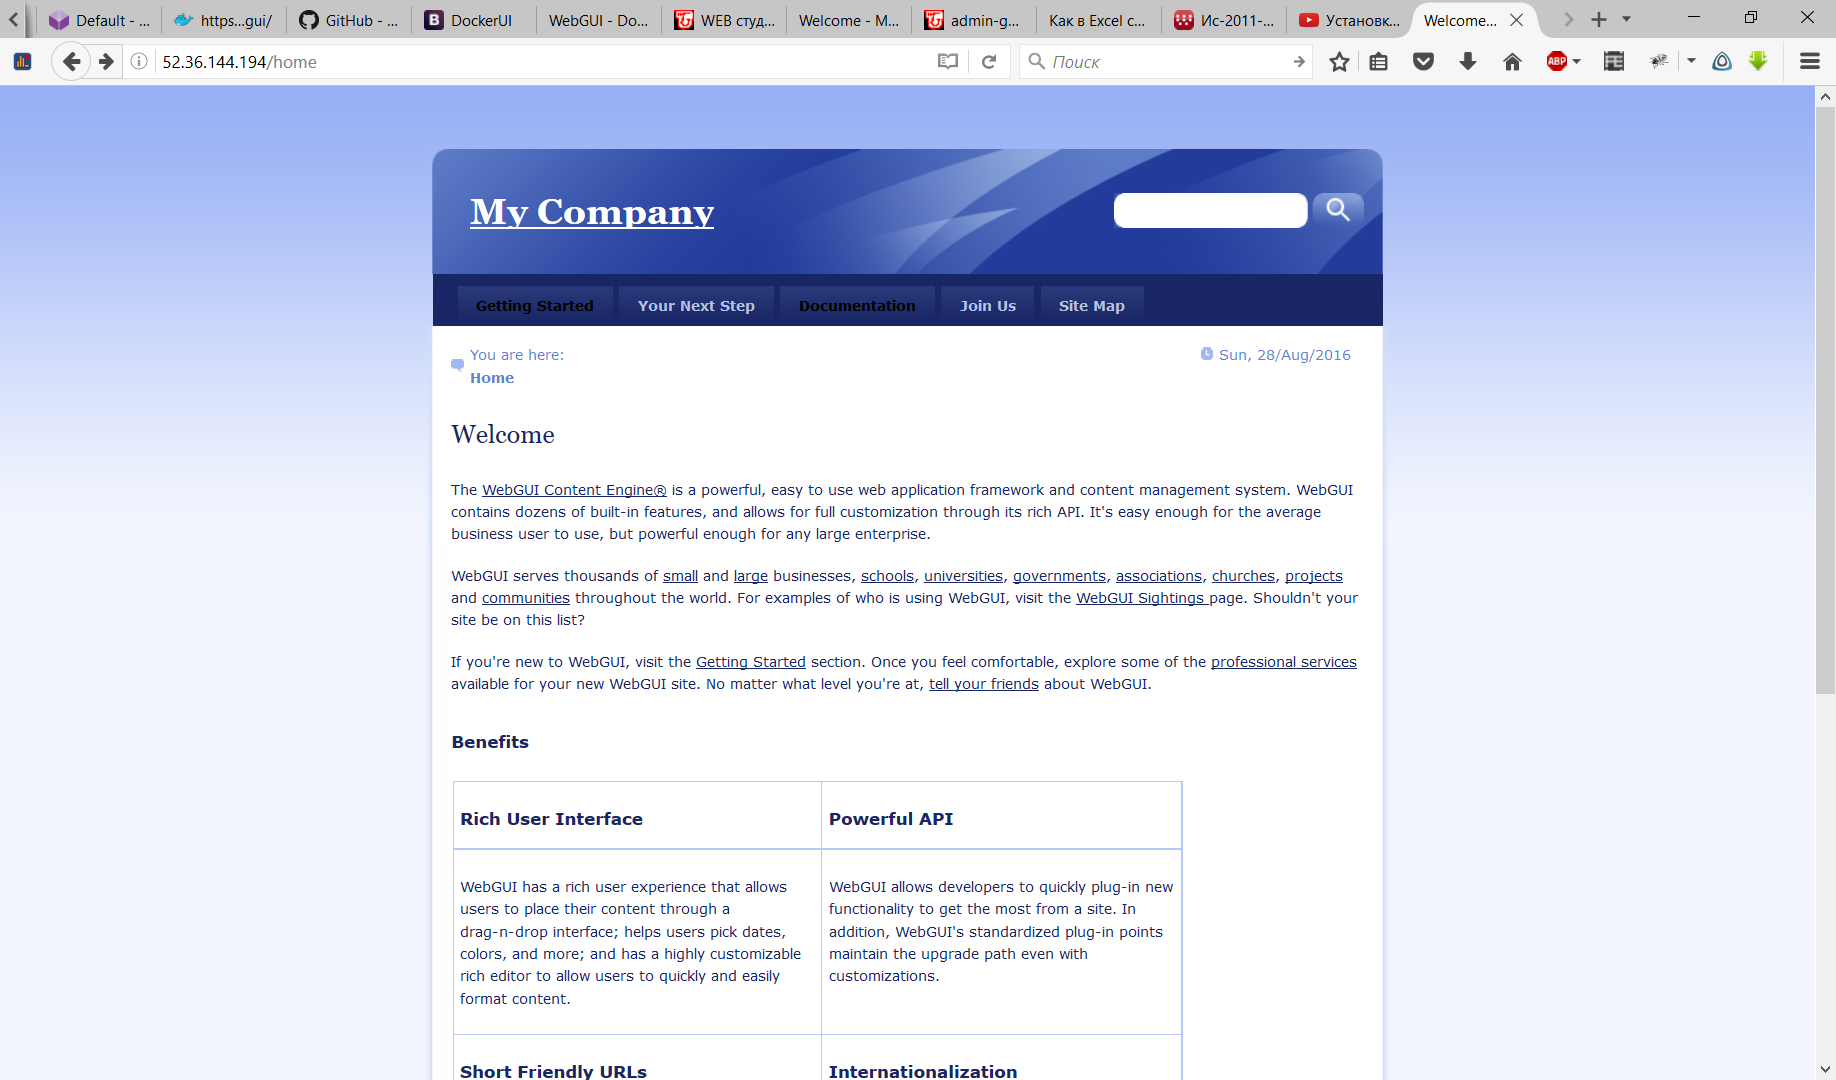 Default - ...
https...gui/
GitHub - ...
DockerUI
WebGUI - Do...
WEB студ...
Welcome - M...
admin-g...
Как в Excel с...
Ис-2011-...
Установк...
Welcome...
52.36.144.194/home
Поиск
ABP
My Company
Getting Started
Your Next Step
Documentation
Join Us
Site Map
You are here:
Home
Sun, 28/Aug/2016
Welcome
The WebGUI Content Engine® is a powerful, easy to use web application framework and content management system. WebGUI
contains dozens of built-in features, and allows for full customization through its rich API. It's easy enough for the average
business user to use, but powerful enough for any large enterprise.
WebGUI serves thousands of small and large businesses, schools, universities, governments, associations, churches, projects
and communities throughout the world. For examples of who is using WebGUI, visit the WebGUI Sightings page. Shouldn't your
site be on this list?
If you're new to WebGUI, visit the Getting Started section. Once you feel comfortable, explore some of the professional services
available for your new WebGUI site. No matter what level you're at, tell your friends about WebGUI.
Benefits
Rich User Interface
Powerful API
WebGUI has a rich user experience that allows
users to place their content through a
drag-n-drop interface; helps users pick dates,
colors, and more; and has a highly customizable
rich editor to allow users to quickly and easily
format content.
WebGUI allows developers to quickly plug-in new
functionality to get the most from a site. In
addition, WebGUI's standardized plug-in points
maintain the upgrade path even with
customizations.
Short Friendly URLs
Internationalization